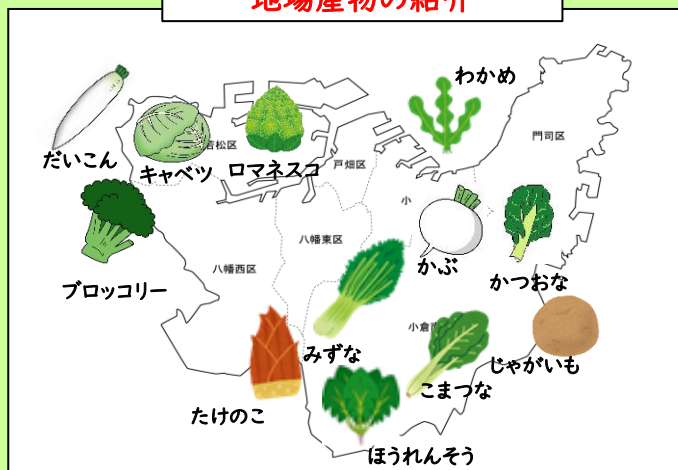 地場産物の紹介
わかめ
門司区
だいこん
キャベツ
若松区
ロマネスコ
戸畑区
小
八幡東区
かぶ
かつおな
八幡西区
ブロッコリー
みずな
小倉
じゃがいも
こまつな
たけのこ
ほうれんそう